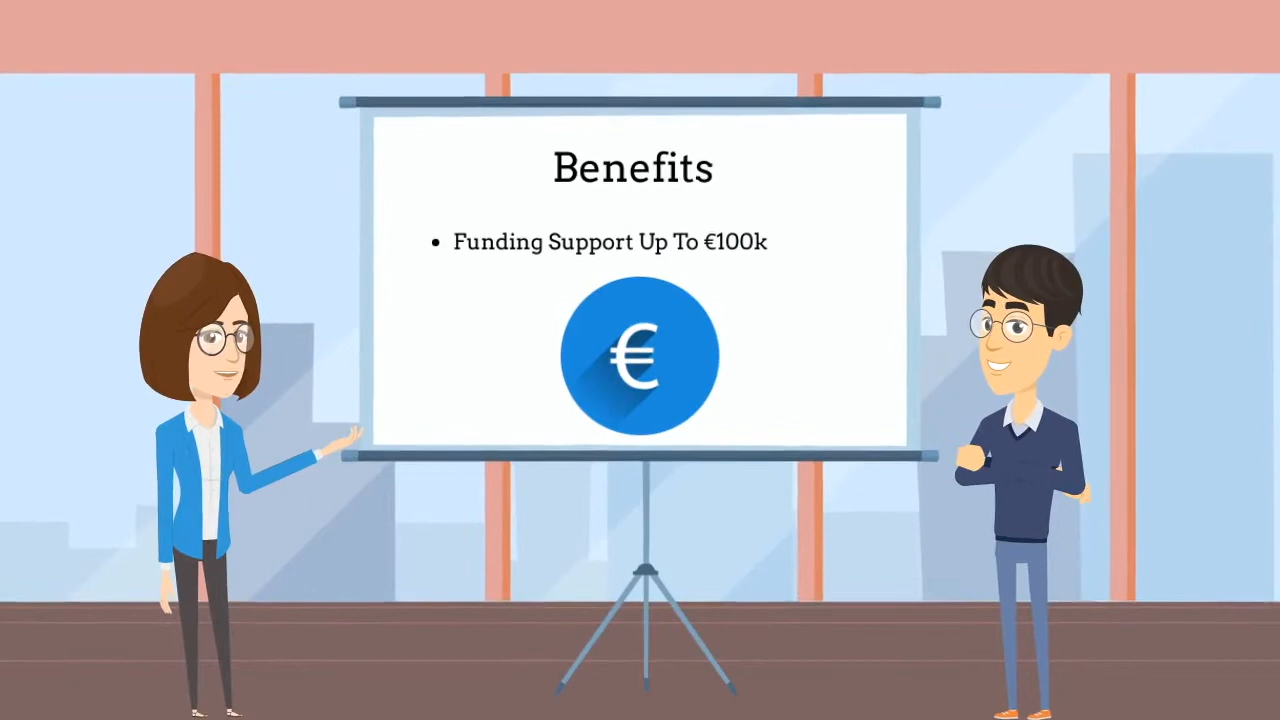 Benefits
• Funding Support Up To €100k
€